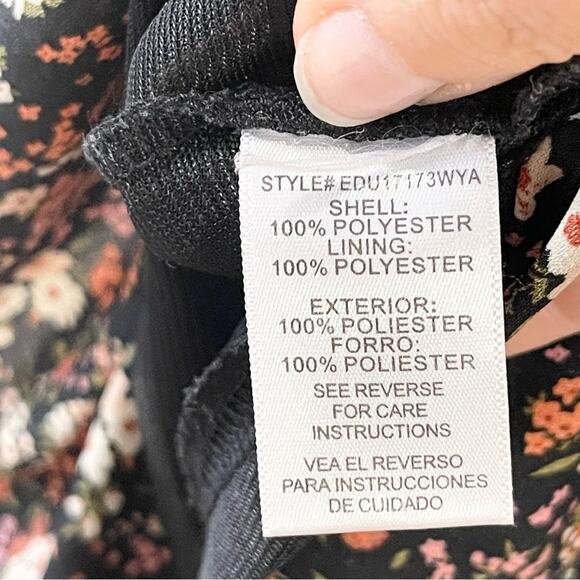 STYLE# EDU17173WYA
SHELL:
100% POLYESTER
LINING:
100% POLYESTER
EXTERIOR:
100% POLIESTER
FORRO:
100% POLIESTER
SEE REVERSE
FOR CARE
INSTRUCTIONS
VEA EL REVERSO
PARA INSTRUCCIONES
DE CUIDADO